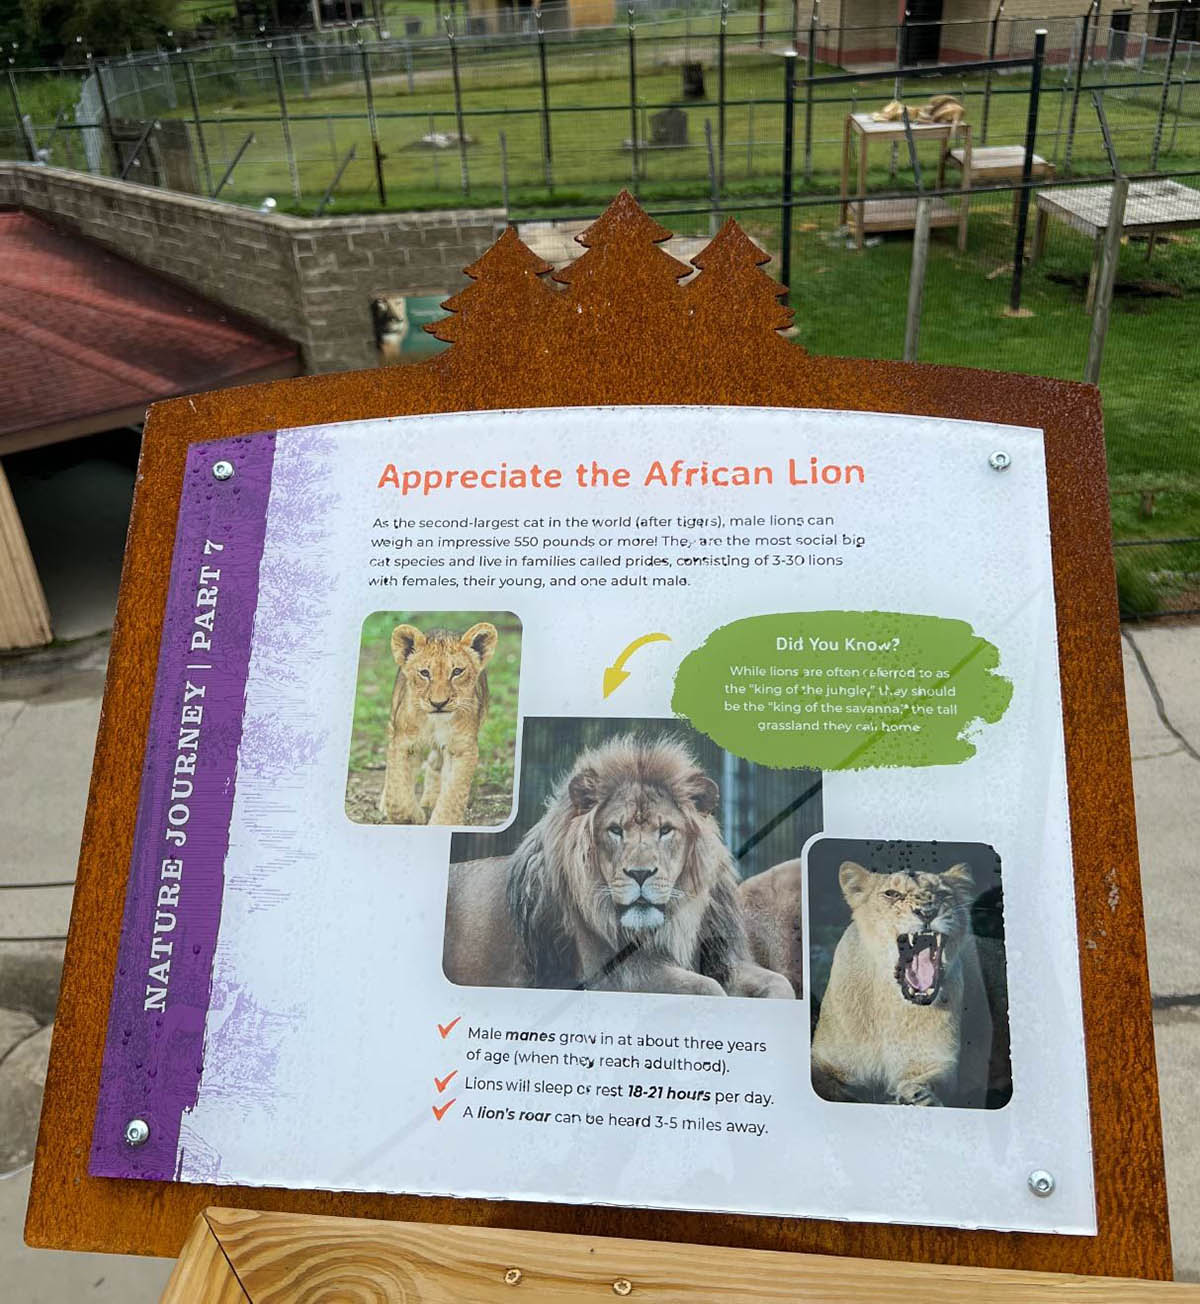 Appreciate the African Lion
As the second-largest cat in the world (after tigers), male lions can
weigh an impressive 550 pounds or more! They are the most social big
cat species and live in families called prides, consisting of 3-30 lions
with females, their young, and one adult male.
Did You Know?
While lions are often referred to as
the "king of the jungle," they should
be the "king of the savanna," the tall
grassland they call home
NATURE JOURNEY | PART 7
Male manes grow in at about three years
of age (when they reach adulthood).
Lions will sleep or rest 18-21 hours per day.
A lion's roar can be heard 3-5 miles away.